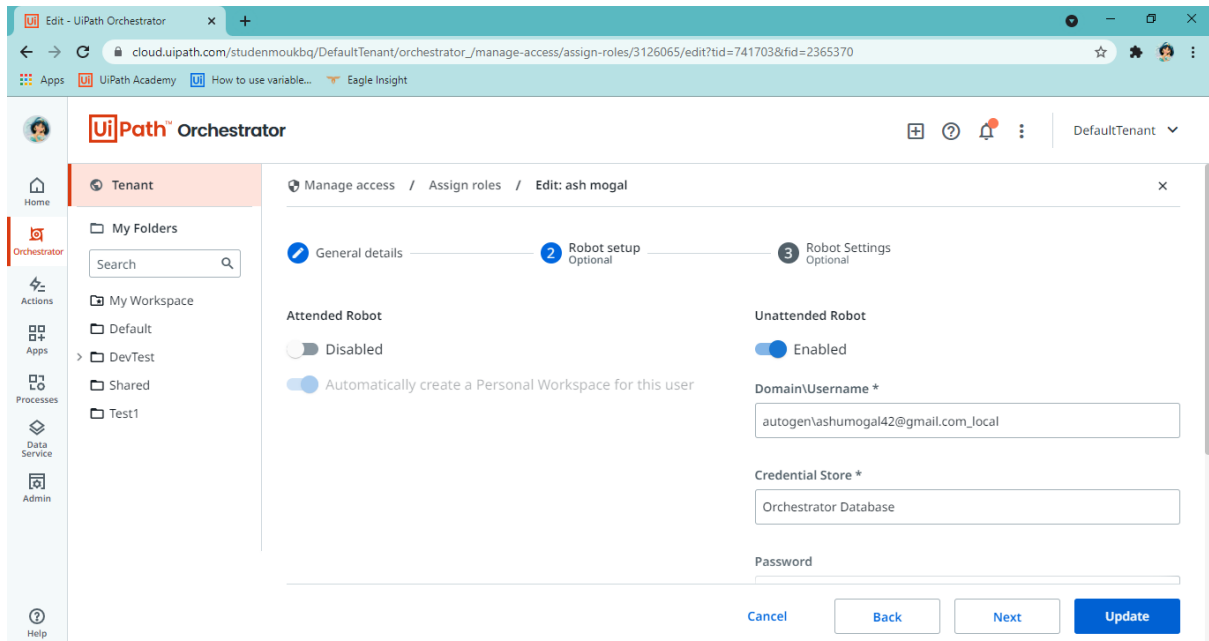 Edit - UiPath Orchestrator
cloud.uipath.com/studenmoukbq/DefaultTenant/orchestrator_/manage-access/assign-roles/3126065/edit?tid=741703&fid=2365370
Apps UiPath Academy How to use variable... Eagle Insight
UiPath™ Orchestrator
DefaultTenant
Home
Orchestrator
Actions
Apps
Processes
Data
Service
Admin
Help
Tenant
My Folders
Search
My Workspace
Default
DevTest
Shared
Test1
Manage access / Assign roles / Edit: ash mogal
General details
2 Robot setup
Optional
3 Robot Settings
Optional
Attended Robot
Disabled
Automatically create a Personal Workspace for this user
Unattended Robot
Enabled
Domain\Username *
autogen\ashumogal42@gmail.com_local
Credential Store *
Orchestrator Database
Password
Cancel Back Next Update